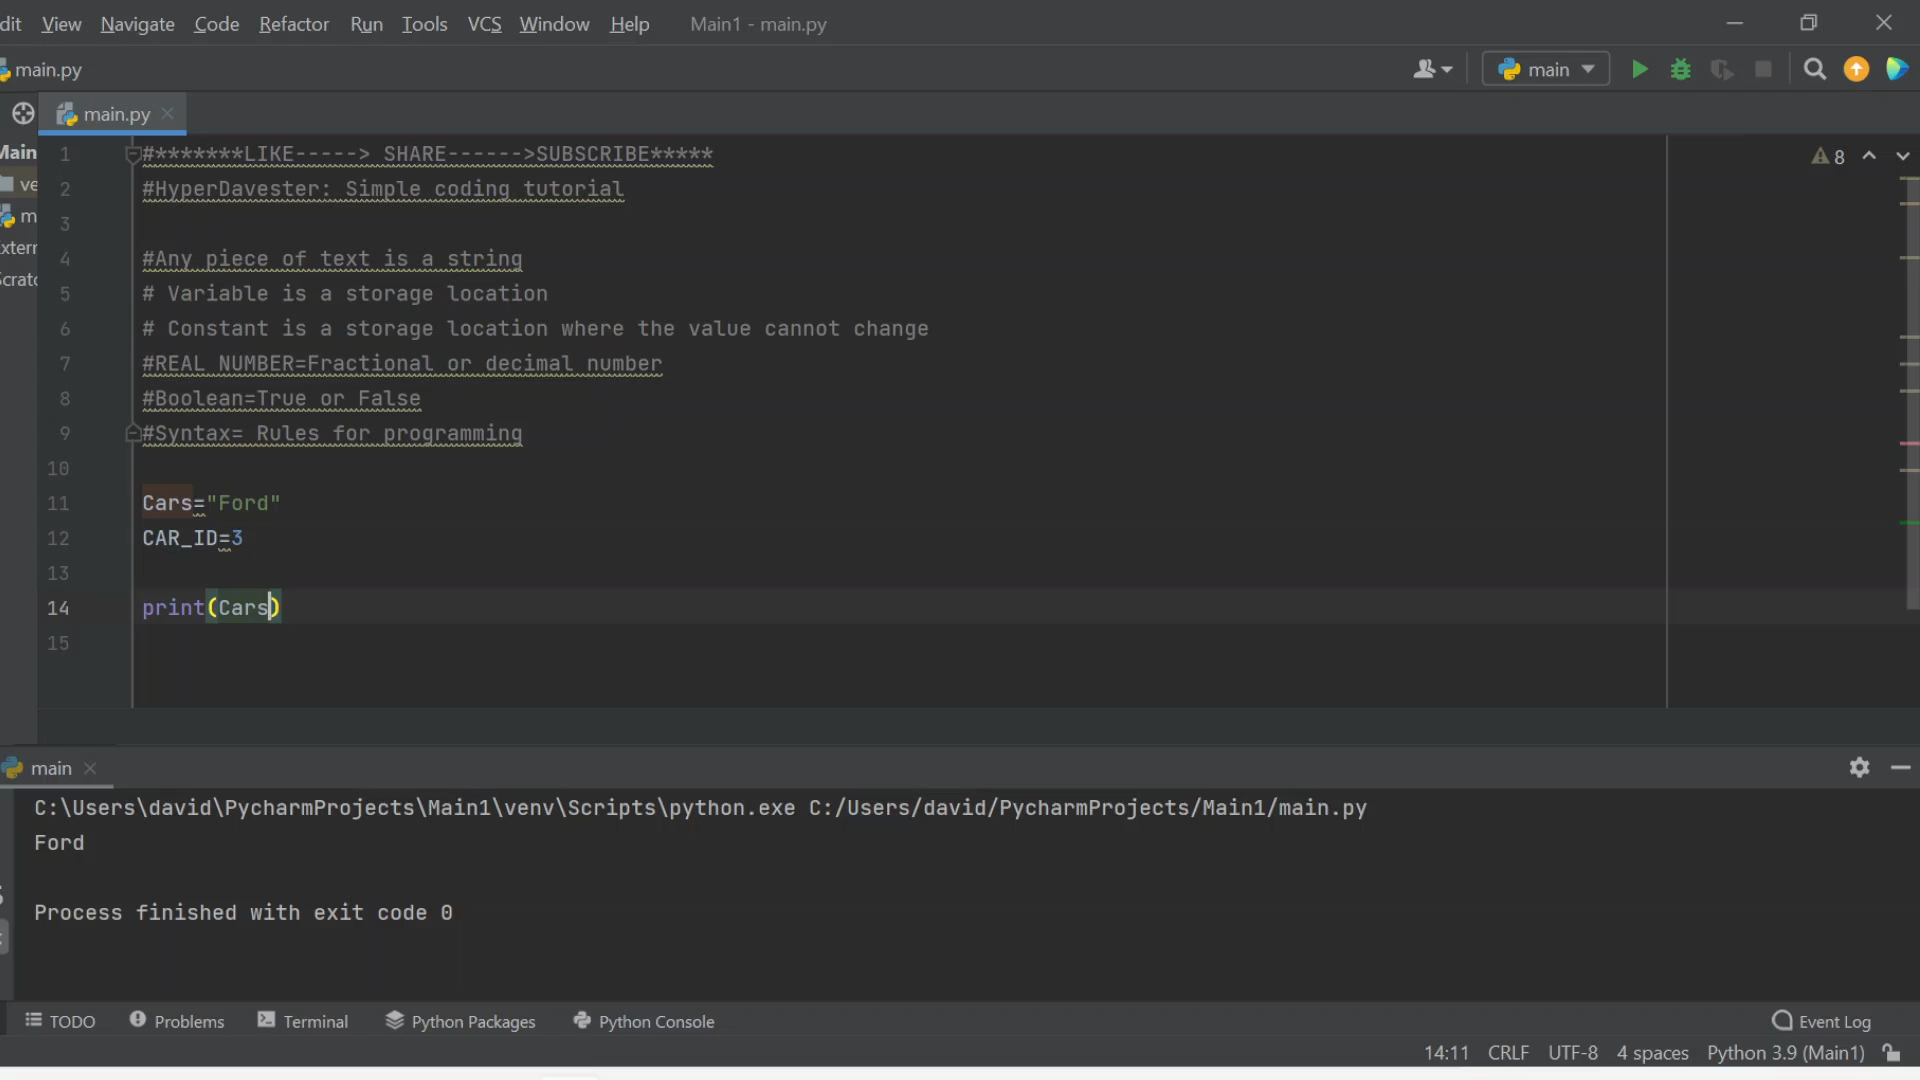 dit View Navigate Code Refactor Run Tools VCS Window Help Main1 - main.py
main.py main
main.py
Main
ve
m
Extern
Scratc
8
1 #*******LIKE-----> SHARE------>SUBSCRIBE*****
2 #HyperDavester: Simple coding tutorial
3
4 #Any piece of text is a string
5 # Variable is a storage location
6 # Constant is a storage location where the value cannot change
7 #REAL NUMBER=Fractional or decimal number
8 #Boolean=True or False
9 #Syntax= Rules for programming
10
11 Cars="Ford"
12 CAR_ID=3
13
14 print(Cars)
15
main
C:\Users\david\PycharmProjects\Main1\venv\Scripts\python.exe C:/Users/david/PycharmProjects/Main1/main.py
Ford
Process finished with exit code 0
TODO Problems Terminal Python Packages Python Console Event Log
14:11 CRLF UTF-8 4 spaces Python 3.9 (Main1)